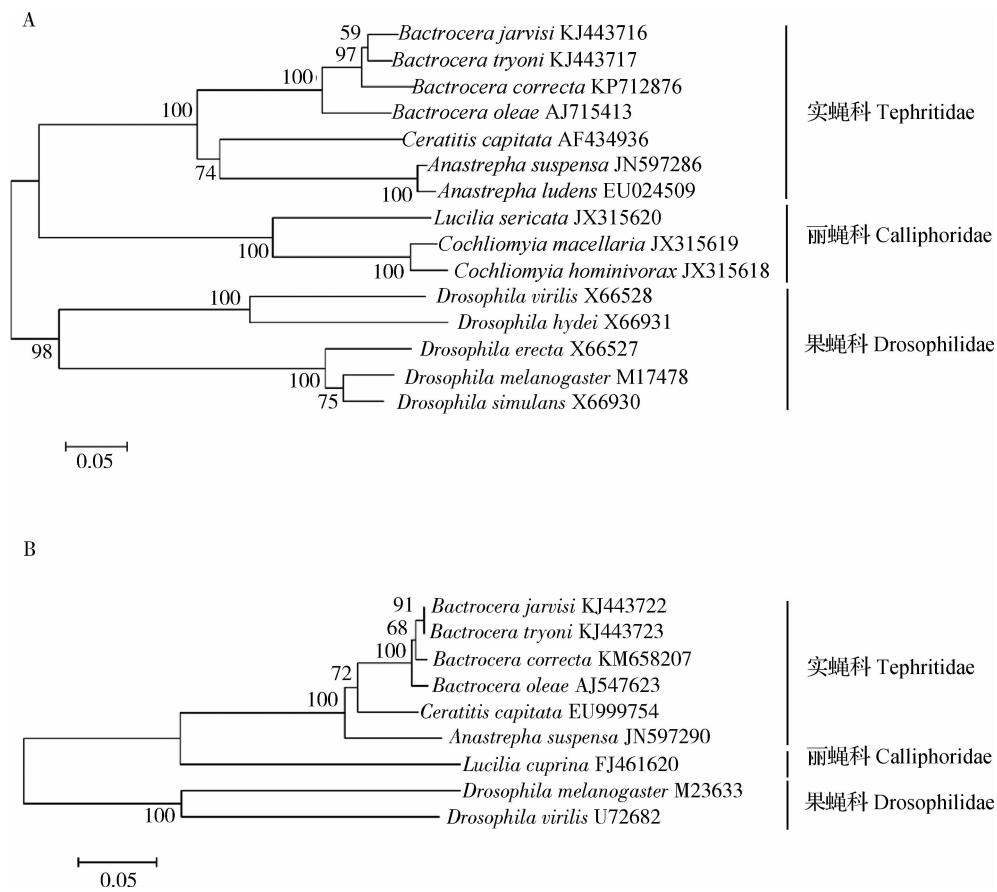 A
59
Bactrocera jarvisi KJ443716
97
Bactrocera tryoni KJ443717
100
Bactrocera correcta KP712876
100
Bactrocera oleae AJ715413
Ceratitis capitata AF434936
74
Anastrepha suspensa JN597286
100
Anastrepha ludens EU024509
实蝇科 Tephritidae
Lucilia sericata JX315620
100
Cochliomyia macellaria JX315619
100
Cochliomyia hominivorax JX315618
丽蝇科 Calliphoridae
100
Drosophila virilis X66528
Drosophila hydei X66931
98
Drosophila erecta X66527
100
Drosophila melanogaster M17478
75
Drosophila simulans X66930
果蝇科 Drosophilidae
0.05
B
91
Bactrocera jarvisi KJ443722
68
Bactrocera tryoni KJ443723
100
Bactrocera correcta KM658207
72
Bactrocera oleae AJ547623
100
Ceratitis capitata EU999754
Anastrepha suspensa JN597290
实蝇科 Tephritidae
Lucilia cuprina FJ461620
丽蝇科 Calliphoridae
Drosophila melanogaster M23633
100
Drosophila virilis U72682
果蝇科 Drosophilidae
0.05